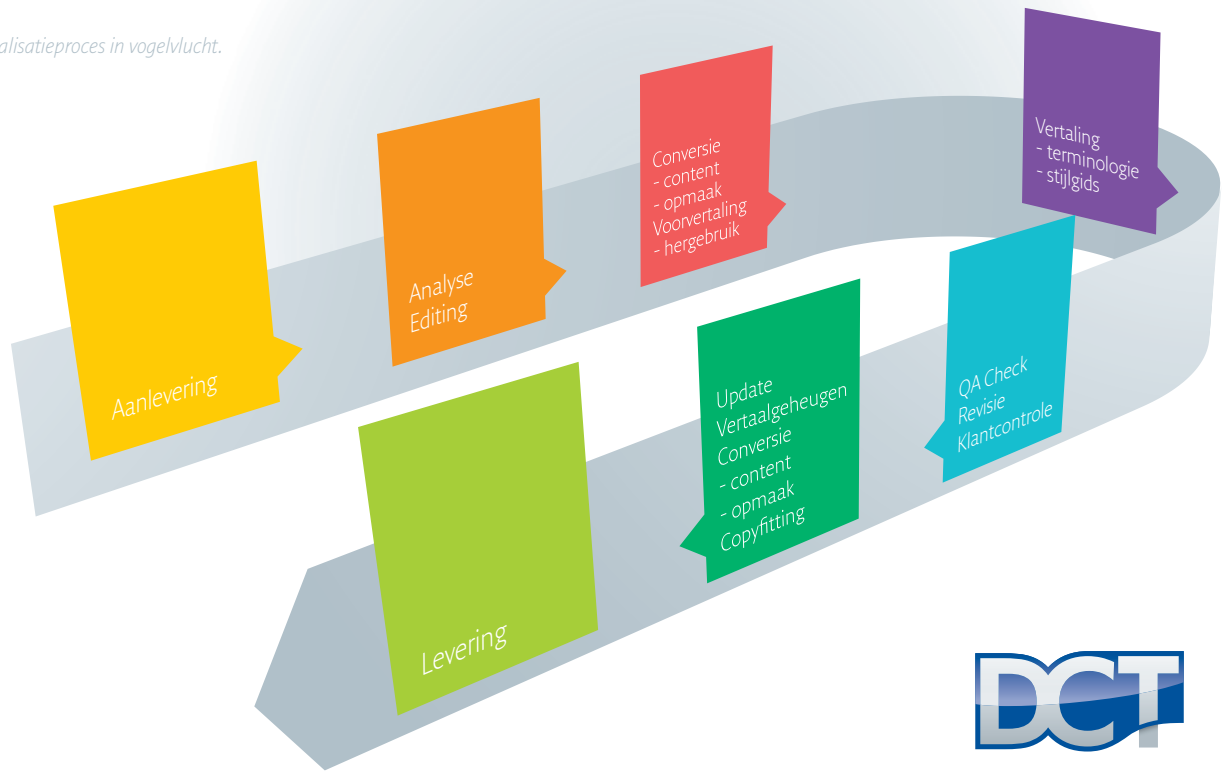 alisatieproces in vogelvlucht.
Aanlevering
Analyse
Editing
Conversie
- content
- opmaak
Voorvertaling
- hergebruik
Vertaling
- terminologie
- stijlgids
QA Check
Revisie
Klantcontrole
Update
Vertaalgeheugen
Conversie
- content
- opmaak
Copyfitting
Levering
DCT